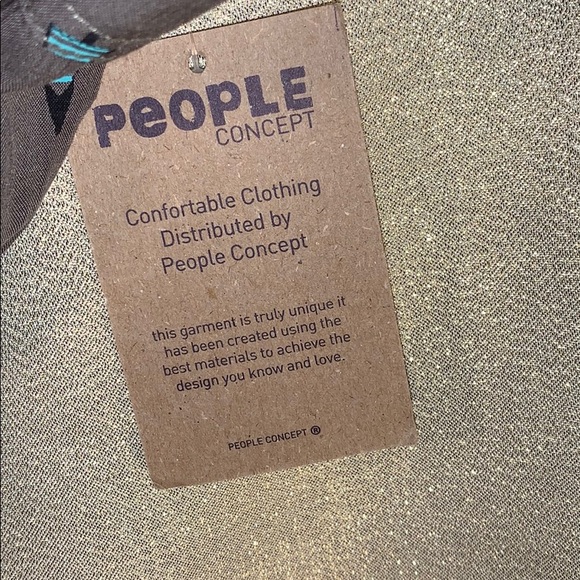 PEOPLE
CONCEPT
Confortable Clothing
Distributed by
People Concept
this garment is truly unique it
has been created using the
best materials to achieve the
design you know and love.
PEOPLE CONCEPT ®